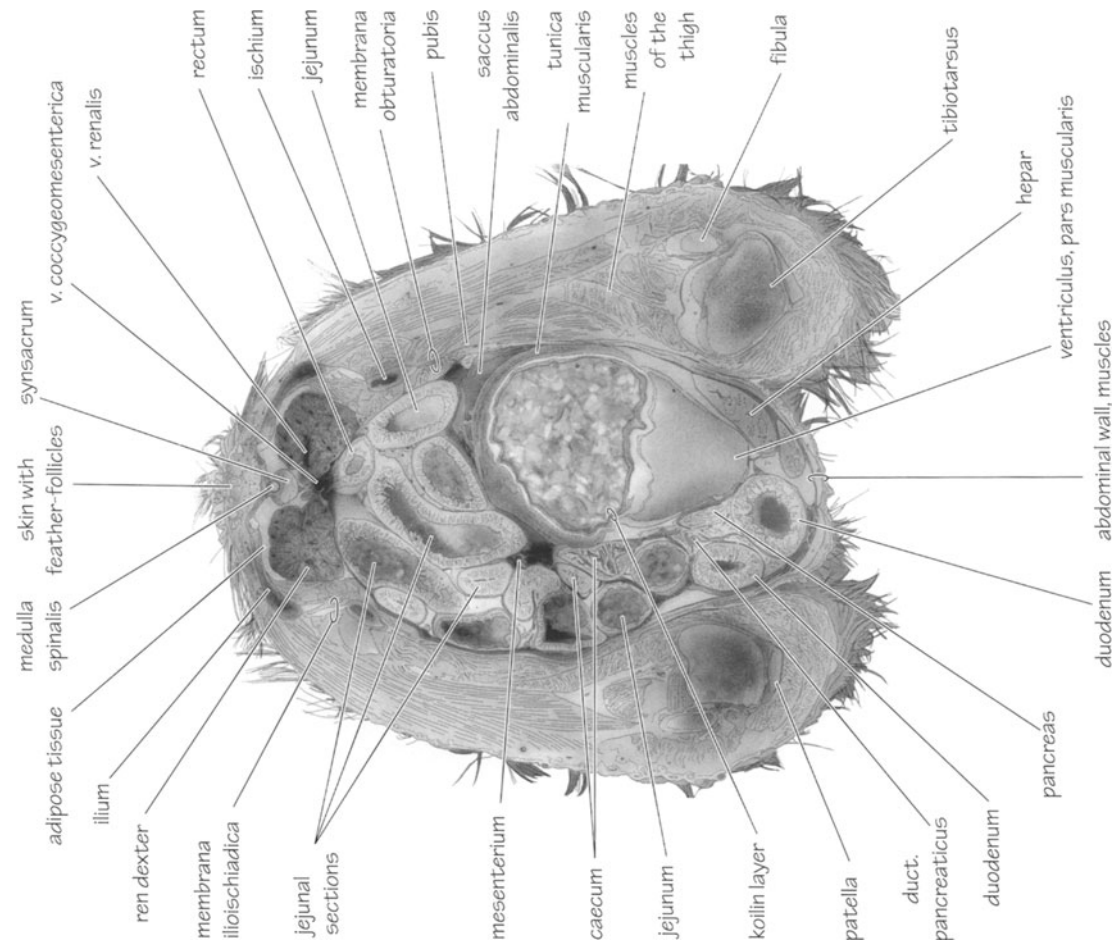 medulla
spinalis
skin with
feather-follicles
synsacrum
adipose tissue
v. coccygeomesenterica
ilium
v. renalis
ren dexter
rectum
membrana
ilioischiadica
ischium
jejunal
sections
jejunum
membrana
obturatoria
pubis
mesenterium
saccus
abdominalis
caecum
tunica
muscularis
jejunum
muscles
of the
thigh
koilin layer
fibula
patella
duct.
pancreaticus
tibiotarsus
duodenum
hepar
pancreas
ventriculus, pars muscularis
duodenum
abdominal wall, muscles